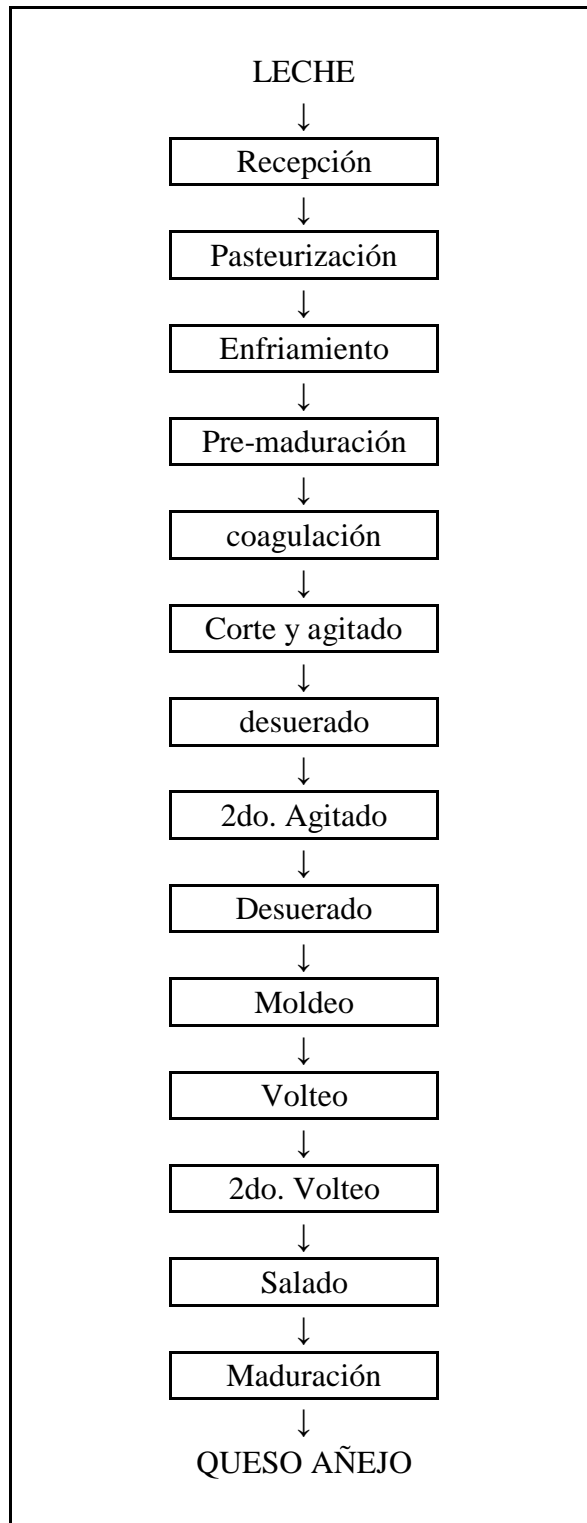 LECHE
↓
Recepción
↓
Pasteurización
↓
Enfriamiento
↓
Pre-maduración
↓
coagulación
↓
Corte y agitado
↓
desuerado
↓
2do. Agitado
↓
Desuerado
↓
Moldeo
↓
Volteo
↓
2do. Volteo
↓
Salado
↓
Maduración
↓
QUESO AÑEJO